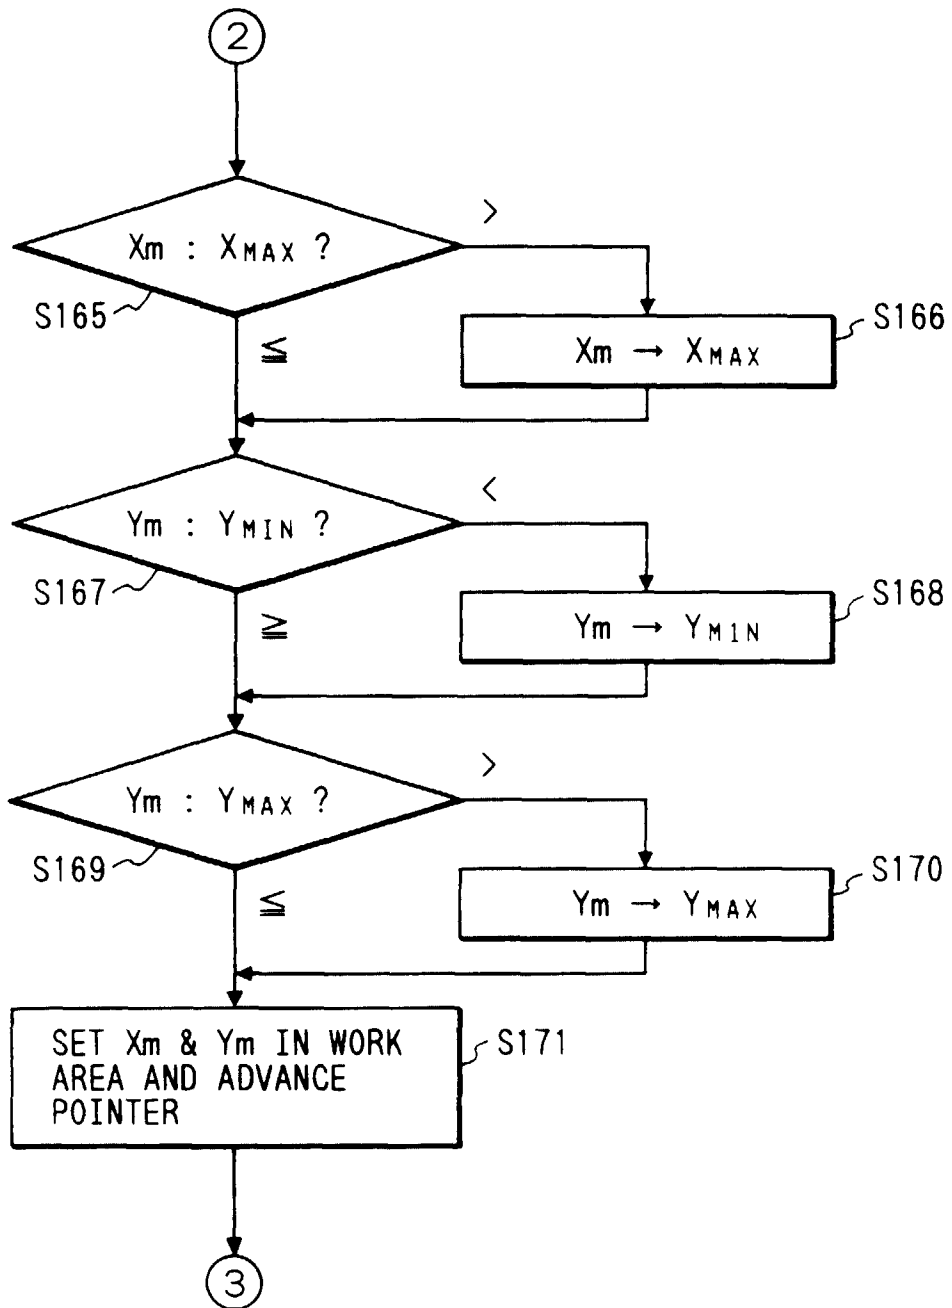 2
Xm : XMAX ?
>
S165
≦
S166
Xm → XMAX
Ym : YMIN ?
<
S167
≧
S168
Ym → YMIN
Ym : YMAX ?
>
S169
≦
S170
Ym → YMAX
SET Xm & Ym IN WORK
AREA AND ADVANCE
POINTER
S171
3